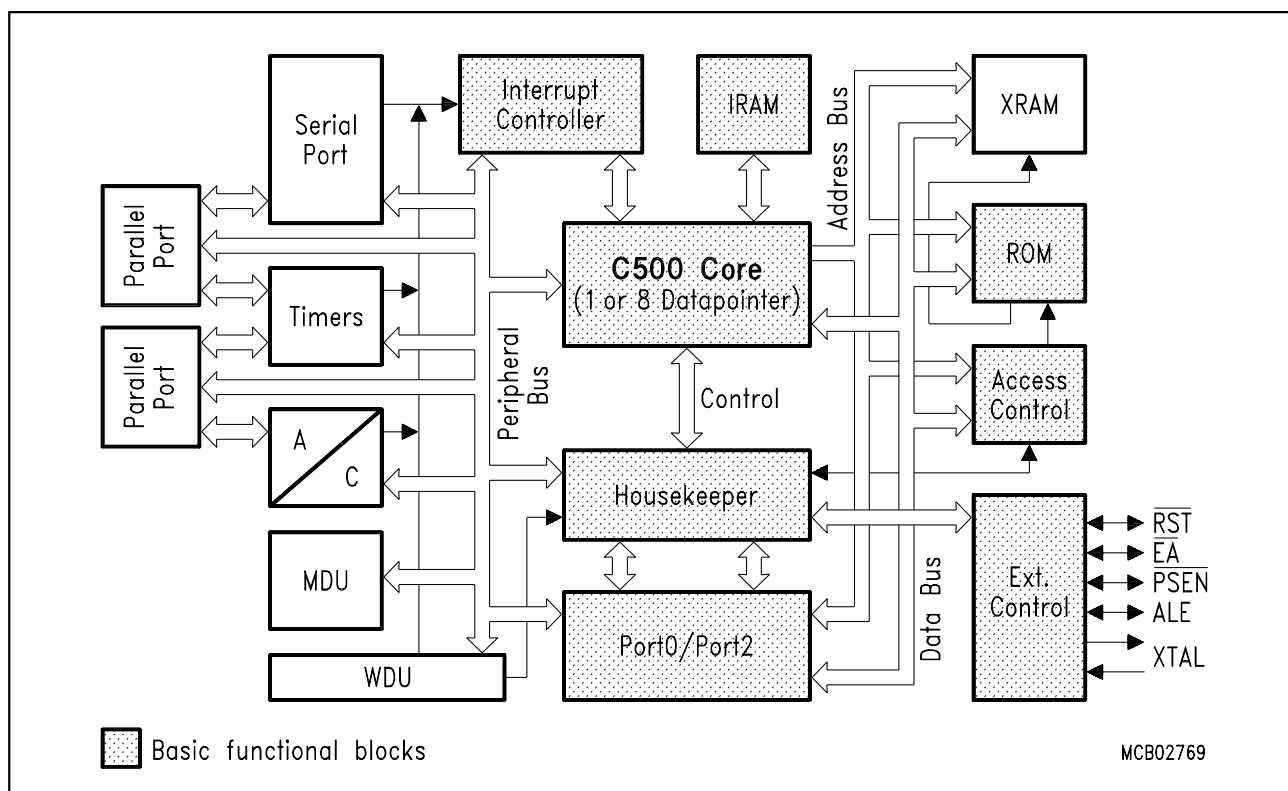 Serial
Port
Interrupt
Controller
IRAM
Address Bus
XRAM
Parallel
Port
C500 Core
(1 or 8 Datapointer)
ROM
Timers
Parallel
Port
Peripheral
Bus
Control
Access
Control
A
C
Housekeeper
MDU
Port0/Port2
Data Bus
Ext.
Control
RST
EA
PSEN
ALE
XTAL
WDU
Basic functional blocks
MCB02769